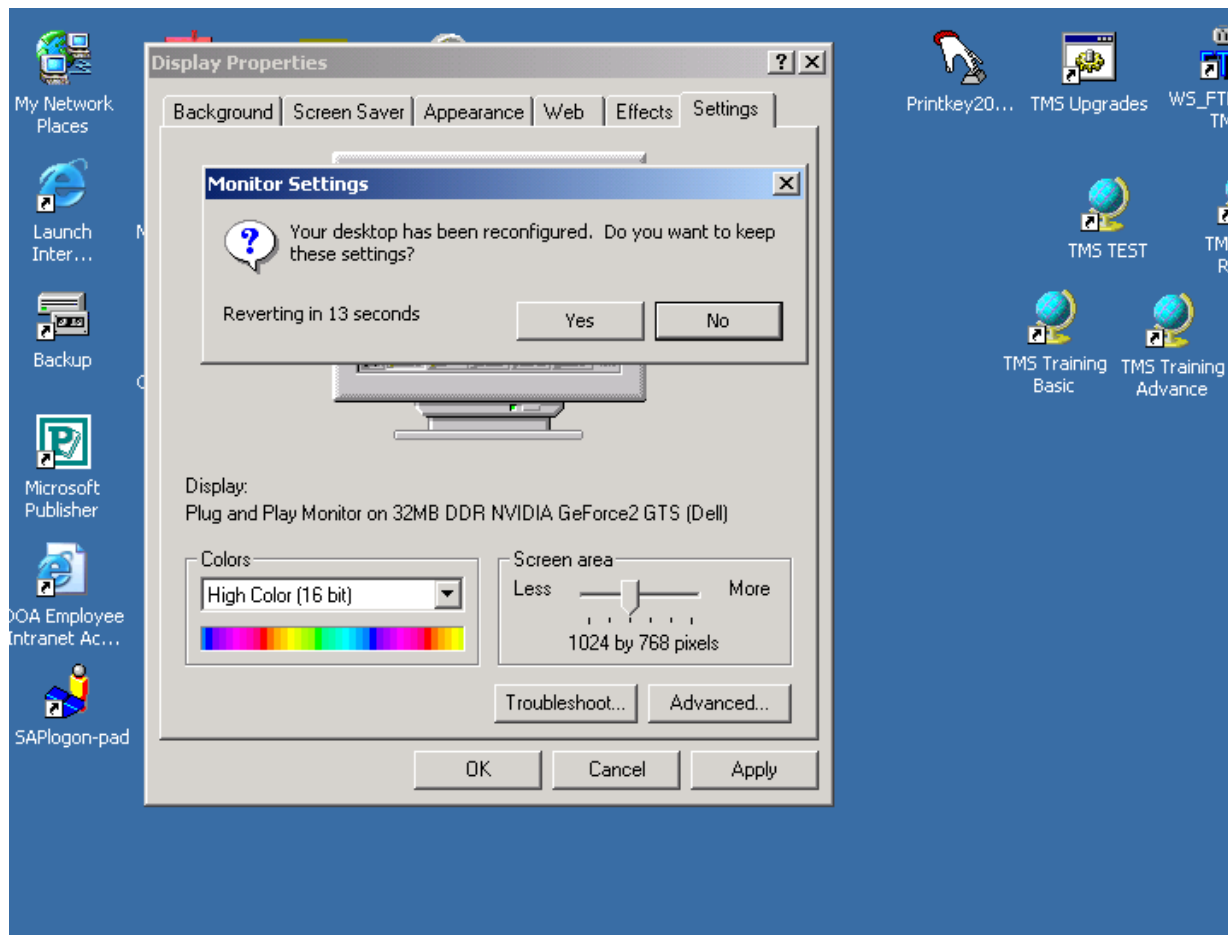 My Network
Places
Launch
Inter...
Backup
Microsoft
Publisher
DOA Employee
Intranet Ac...
SAPlogon-pad
Display Properties
Background Screen Saver Appearance Web Effects Settings
Monitor Settings
Your desktop has been reconfigured. Do you want to keep
these settings?
Reverting in 13 seconds
Yes No
Display:
Plug and Play Monitor on 32MB DDR NVIDIA GeForce2 GTS (Dell)
Colors
High Color (16 bit)
Screen area
Less More
1024 by 768 pixels
Troubleshoot... Advanced...
OK Cancel Apply
Printkey20... TMS Upgrades WS_FT
TMS TEST
TMS Training
Basic
TMS Training
Advance